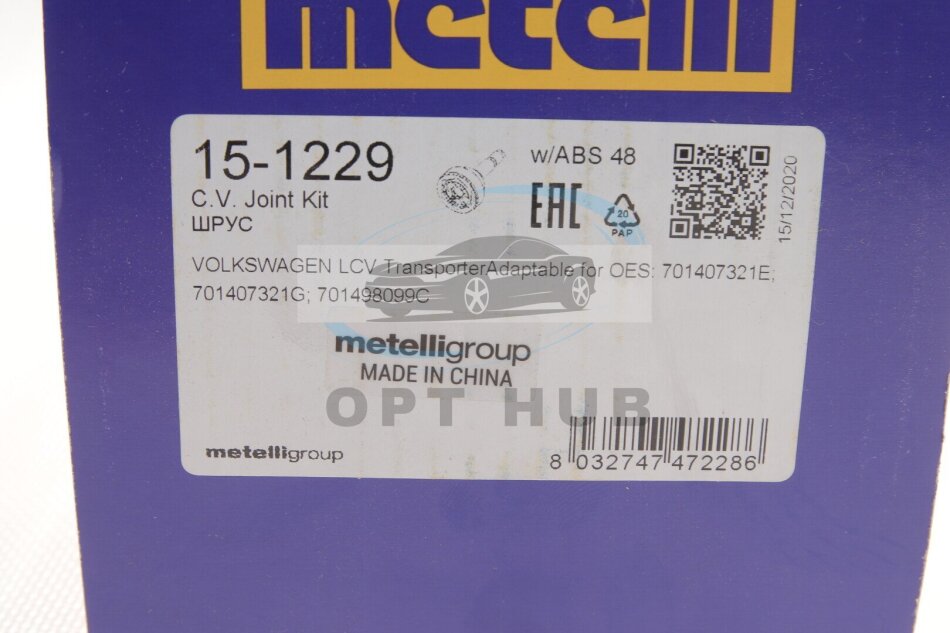 metelli
15-1229
C.V. Joint Kit
ШРУС
w/ABS 48
EAC
20
PAP
15/12/2020
VOLKSWAGEN LCV TransporterAdaptable for OES: 701407321E;
701407321G; 701498099C
metelligroup
MADE IN CHINA
OPT HUB
metelligroup
8 032747 472286